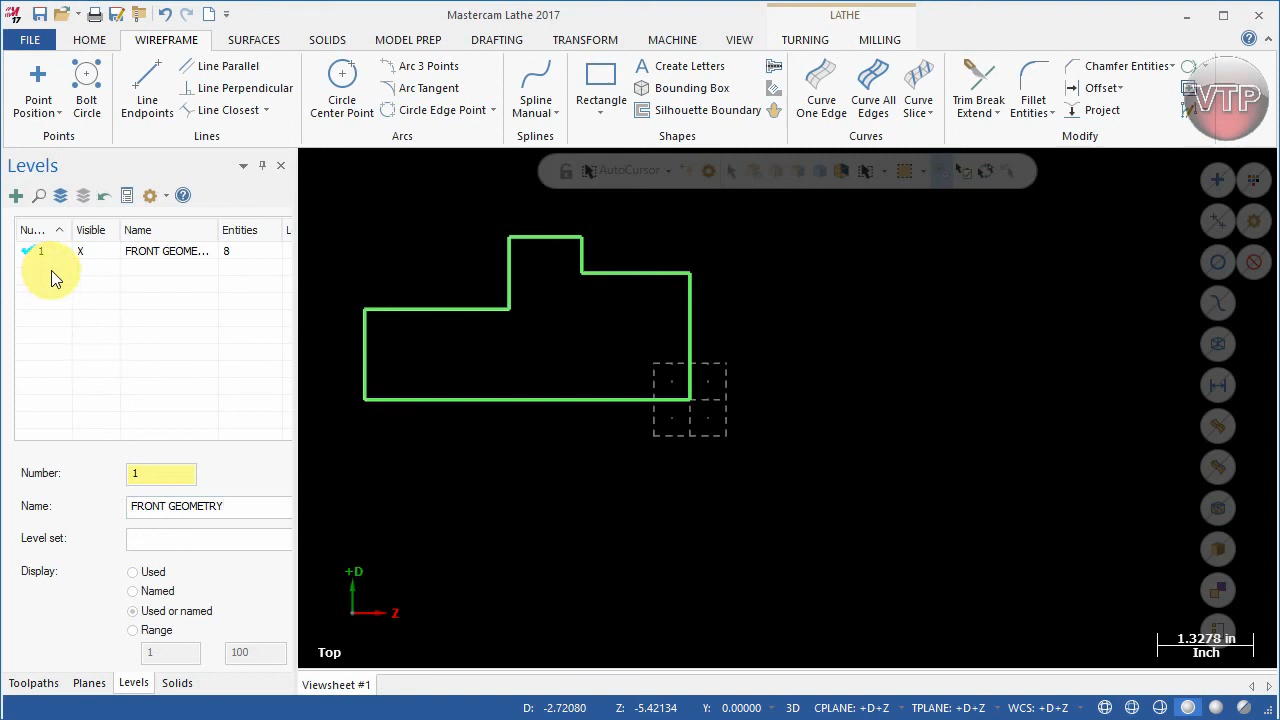 17
Mastercam Lathe 2017
LATHE
FILE
HOME
WIREFRAME
SURFACES
SOLIDS
MODEL PREP
DRAFTING
TRANSFORM
MACHINE
VIEW
TURNING
MILLING
Point Position
Bolt Circle
Points
Line Endpoints
Line Parallel
Line Perpendicular
Line Closest
Lines
Circle Center Point
Arc 3 Points
Arc Tangent
Circle Edge Point
Arcs
Spline Manual
Splines
Rectangle
Create Letters
Bounding Box
Silhouette Boundary
Shapes
Curve One Edge
Curve All Edges
Curve Slice
Curves
Trim Break Extend
Fillet Entities
Chamfer Entities
Offset
Project
Modify
VTP
Levels
AutoCursor
Nu... Visible Name Entities L
1 X FRONT GEOME... 8
Number: 1
Name: FRONT GEOMETRY
Level set:
Display: Used
Named
Used or named
Range
1 100
+D
Z
Top
1.3278 in
Inch
Toolpaths Planes Levels Solids
Viewsheet #1
D: -2.72080 Z: -5.42134 Y: 0.00000 3D CPLANE: +D+Z TPLANE: +D+Z WCS: +D+Z